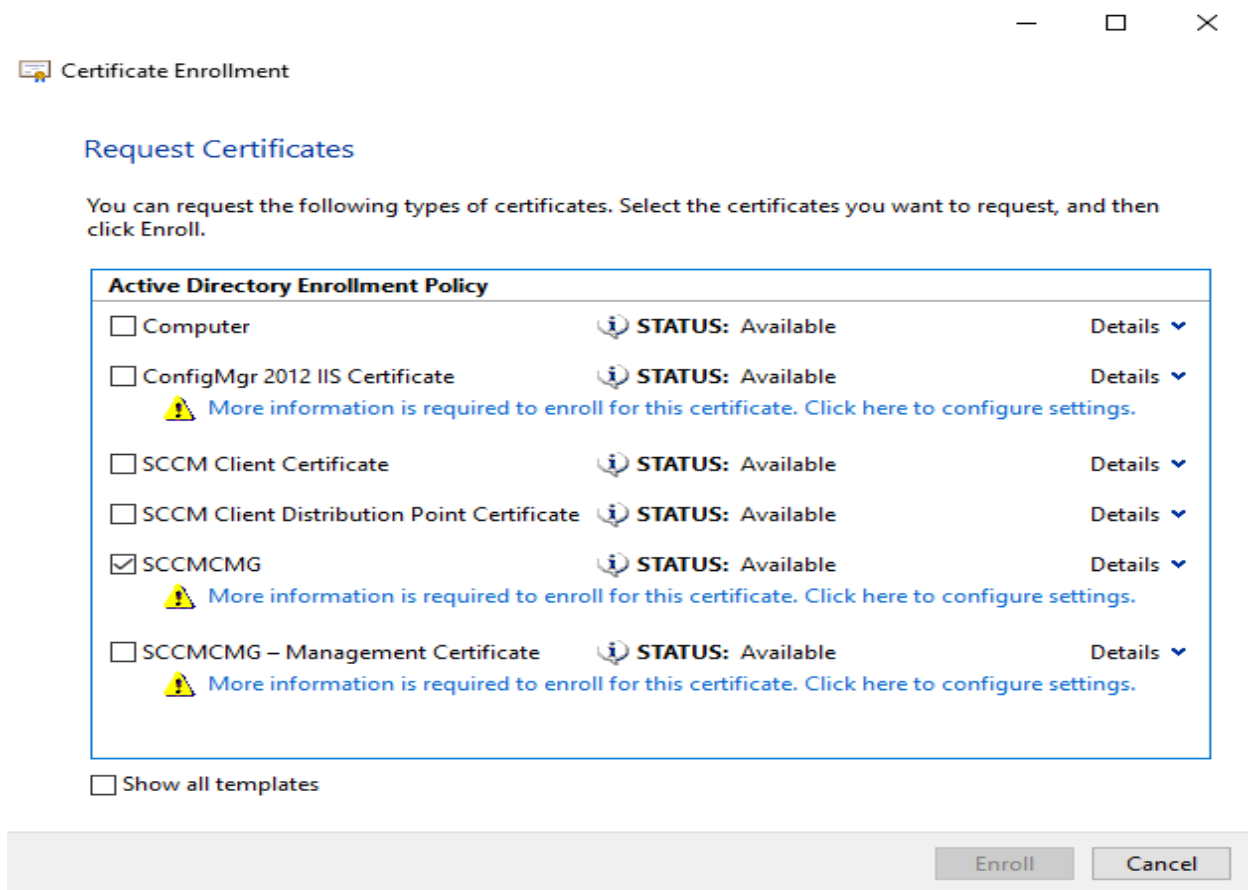 Certificate Enrollment
Request Certificates
You can request the following types of certificates. Select the certificates you want to request, and then
click Enroll.
Active Directory Enrollment Policy
Computer STATUS: Available Details
ConfigMgr 2012 IIS Certificate STATUS: Available Details
More information is required to enroll for this certificate. Click here to configure settings.
SCCM Client Certificate STATUS: Available Details
SCCM Client Distribution Point Certificate STATUS: Available Details
SCCMCMG STATUS: Available Details
More information is required to enroll for this certificate. Click here to configure settings.
SCCMCMG – Management Certificate STATUS: Available Details
More information is required to enroll for this certificate. Click here to configure settings.
Show all templates
Enroll Cancel